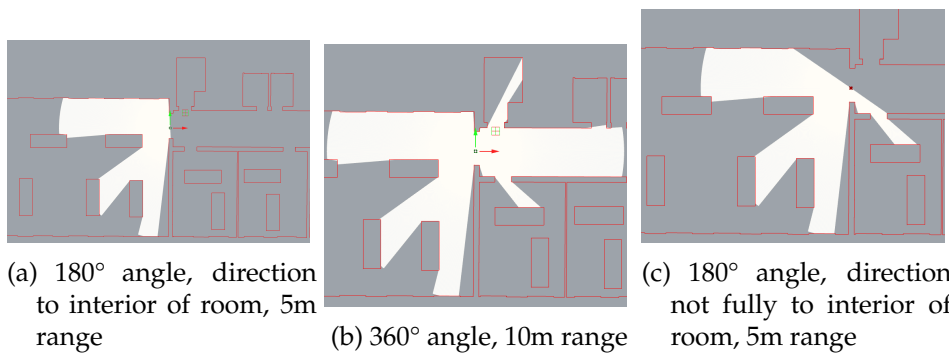 (a) 180° angle, direction
to interior of room, 5m
range
(b) 360° angle, 10m range
(c) 180° angle, direction
not fully to interior of
room, 5m range